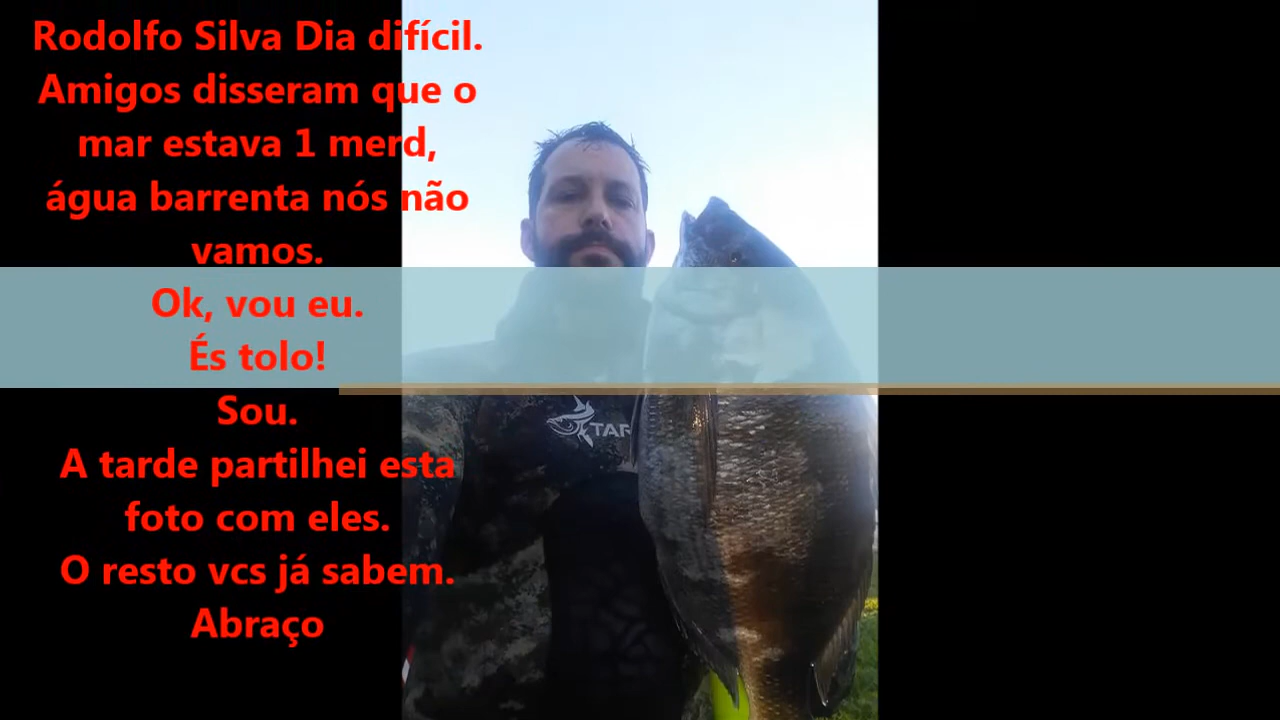 Rodolfo Silva Dia difícil.
Amigos disseram que o
mar estava 1 merd,
água barrenta nós não
vamos.
Ok, vou eu.
És tolo!
Sou.
A tarde partilhei esta
foto com eles.
O resto vcs já sabem.
Abraço
TAR